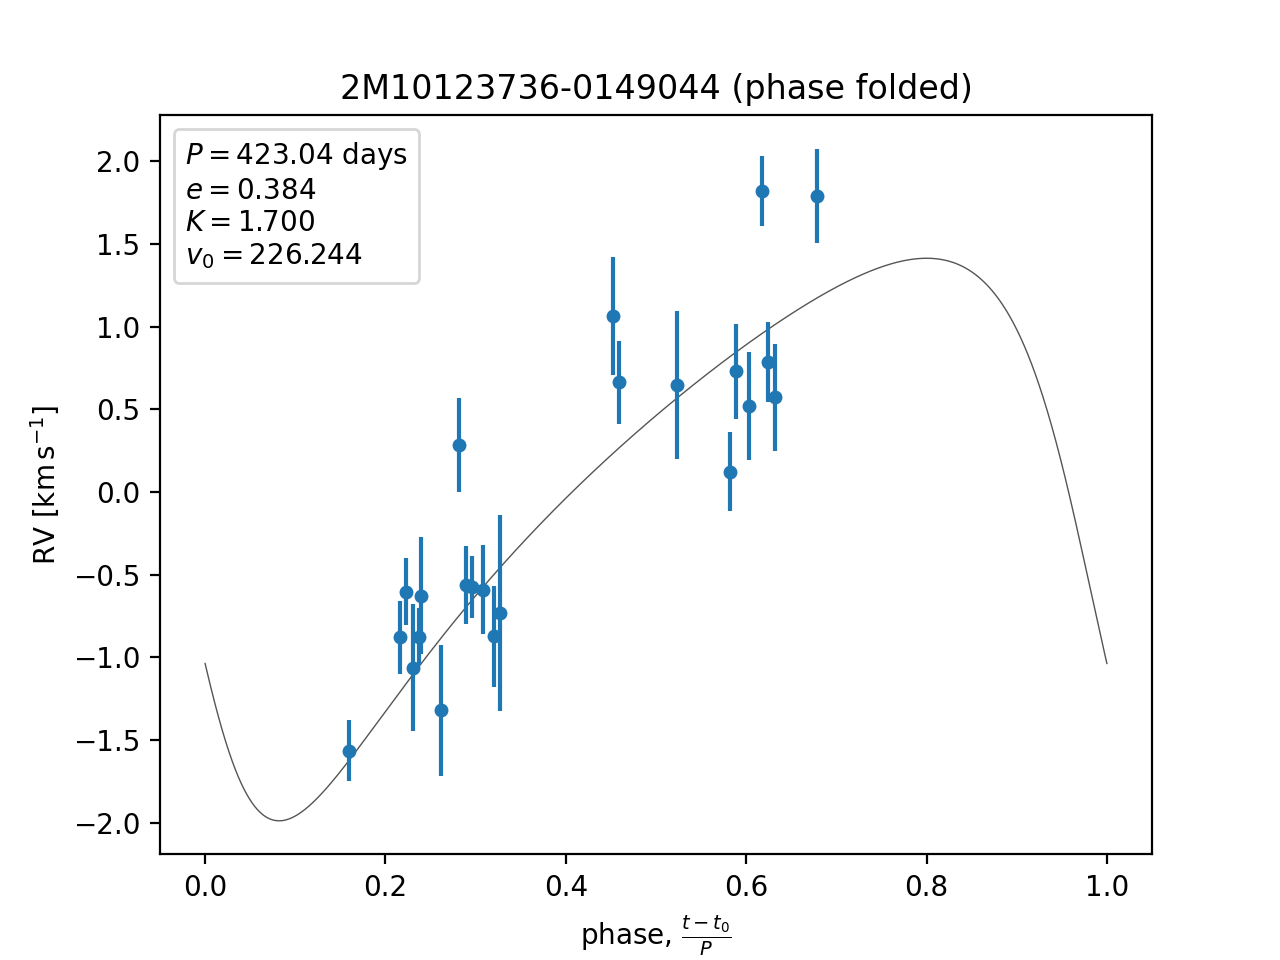 2M10123736-0149044 (phase folded)
P = 423.04 days
e = 0.384
K = 1.700
v₀ = 226.244
2.0
1.5
1.0
0.5
0.0
−0.5
−1.0
−1.5
−2.0
RV [km s⁻¹]
0.0 0.2 0.4 0.6 0.8 1.0
phase, (t − t₀)/P